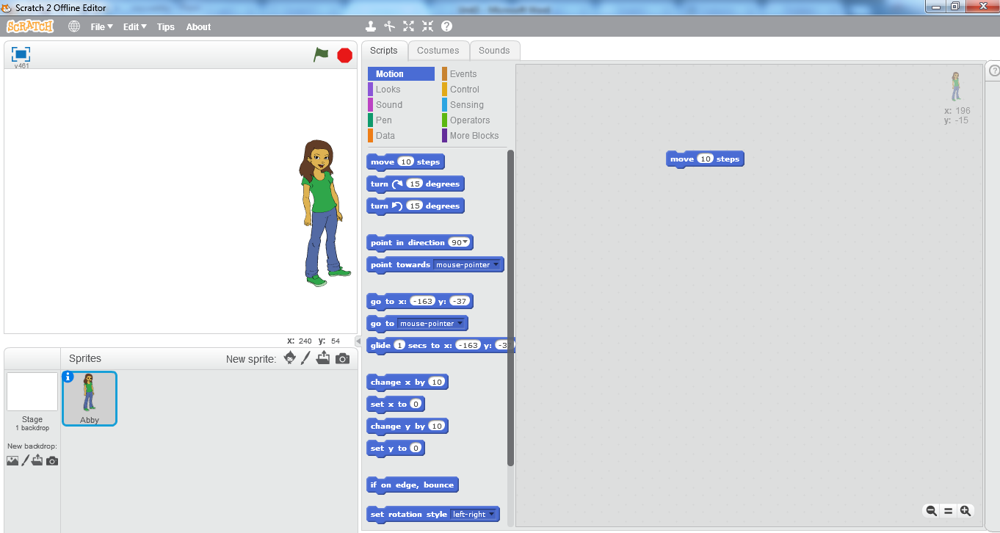 Scratch 2 Offline Editor
SCRATCH
File Edit Tips About
v461
Scripts Costumes Sounds
Motion Events
Looks Control
Sound Sensing
Pen Operators
Data More Blocks
x: 196
y: -15
move 10 steps
move 10 steps
turn 15 degrees
turn 15 degrees
point in direction 90
point towards mouse-pointer
go to x: -163 y: -37
go to mouse-pointer
glide 1 secs to x: -163 y: -37
change x by 10
set x to 0
change y by 10
set y to 0
if on edge, bounce
set rotation style left-right
x: 240 y: 54
Sprites New sprite:
Abby
Stage
1 backdrop
New backdrop: